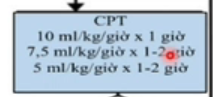 CPT
10 ml/kg/giờ x 1 giờ
7,5 ml/kg/giờ x 1-2 giờ
5 ml/kg/giờ x 1-2 giờ